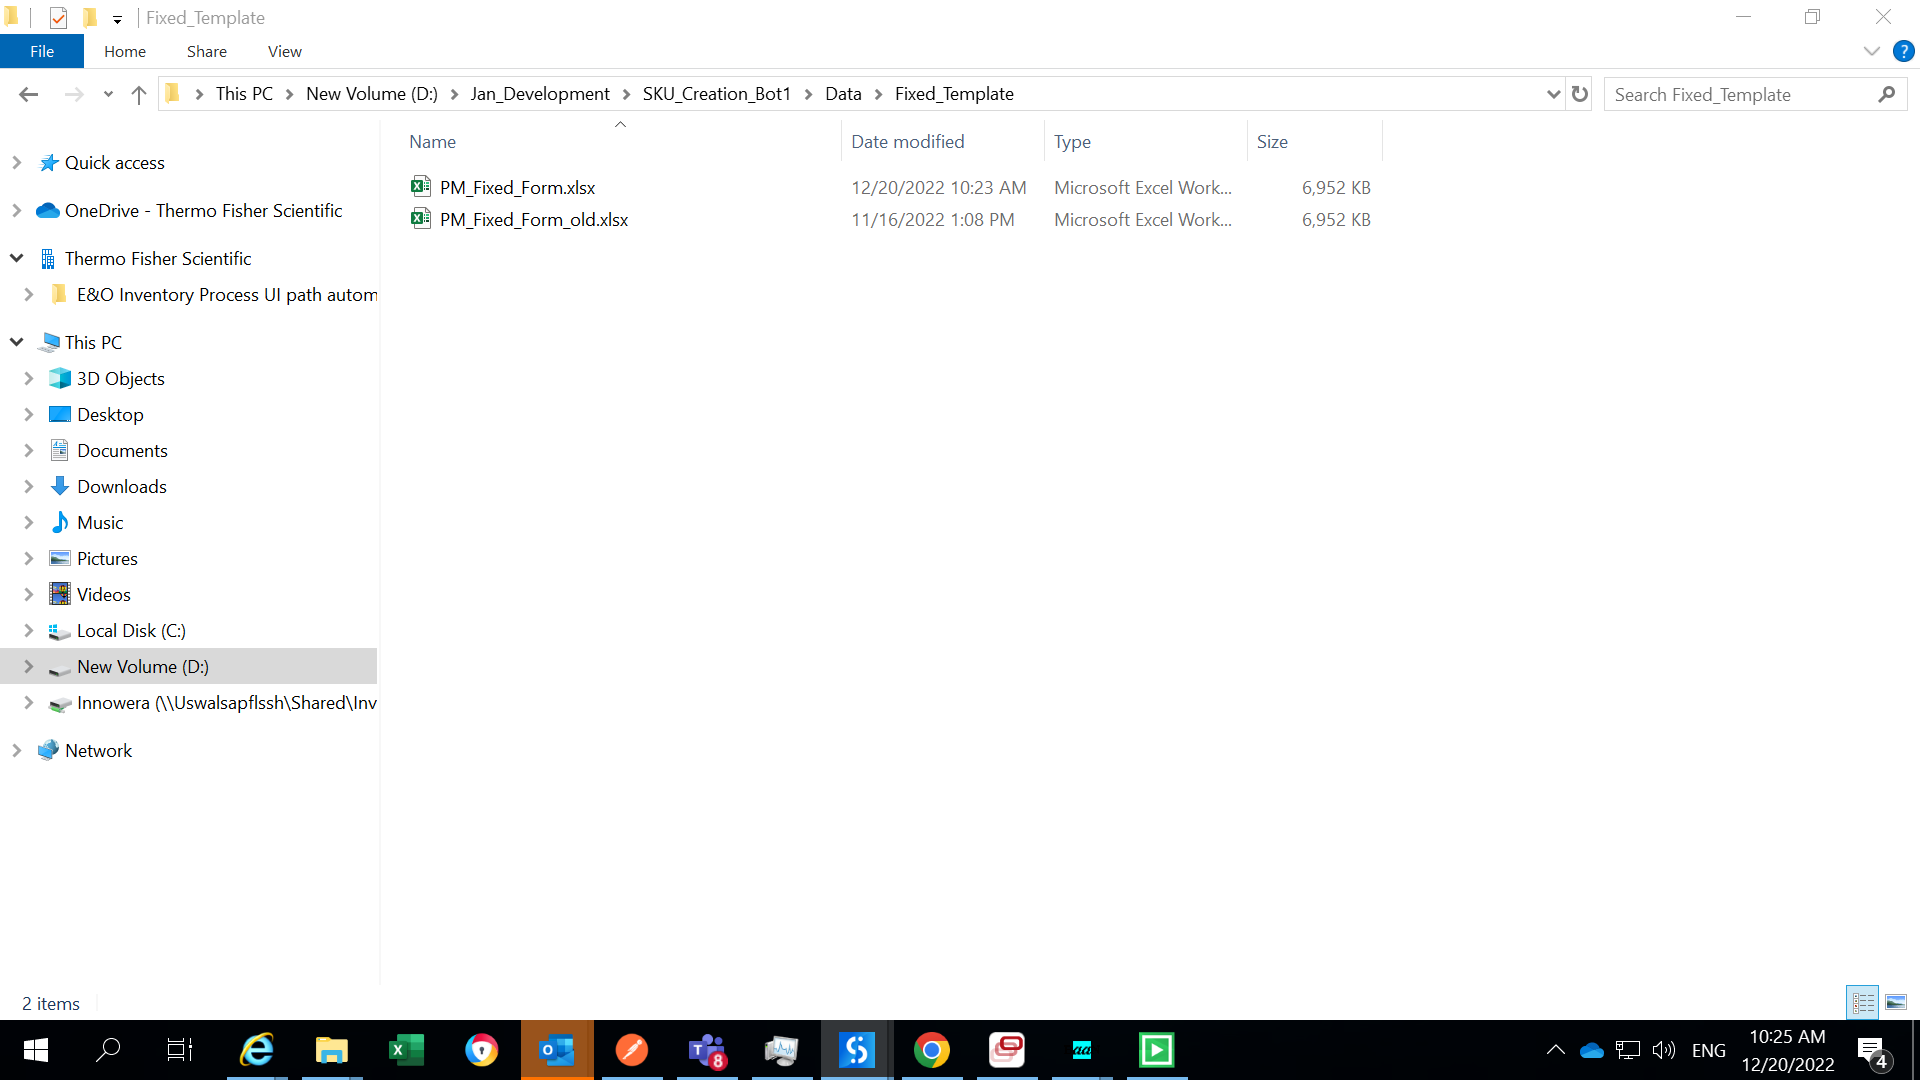 Fixed_Template
File Home Share View ?
This PC New Volume (D:) Jan_Development SKU_Creation_Bot1 Data Fixed_Template
Search Fixed_Template
Name Date modified Type Size
PM_Fixed_Form.xlsx 12/20/2022 10:23 AM Microsoft Excel Work... 6,952 KB
PM_Fixed_Form_old.xlsx 11/16/2022 1:08 PM Microsoft Excel Work... 6,952 KB
Quick access
OneDrive - Thermo Fisher Scientific
Thermo Fisher Scientific
E&O Inventory Process UI path autom
This PC
3D Objects
Desktop
Documents
Downloads
Music
Pictures
Videos
Local Disk (C:)
New Volume (D:)
Innowera (\\Uswalsapflssh\Shared\Inv
Network
2 items
8
aa
ENG
10:25 AM
12/20/2022
4